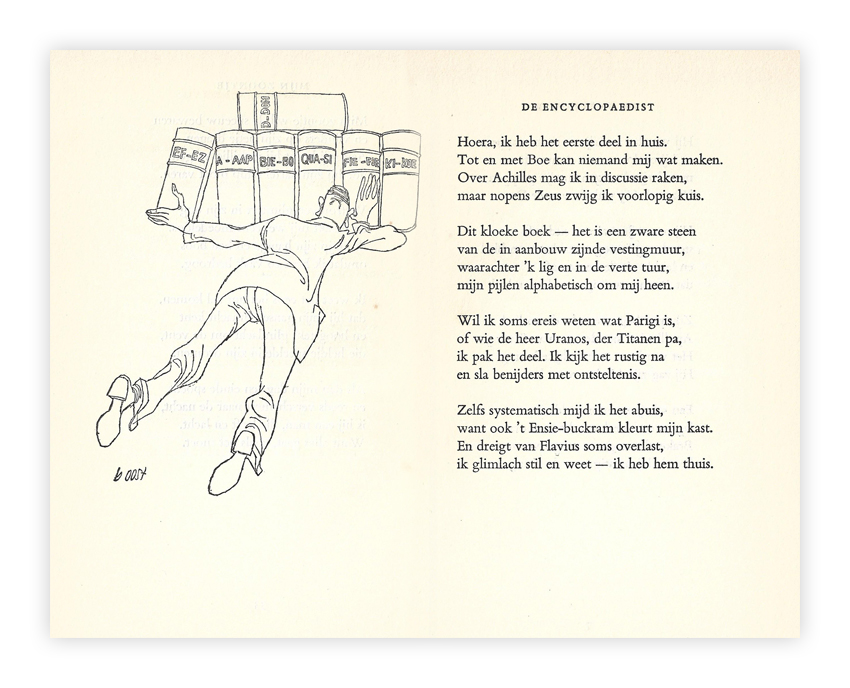 EF-EZ
A-AAP
BIE-BO
QUA-SI
b oost
DE ENCYCLOPAEDIST
Hoera, ik heb het eerste deel in huis.
Tot en met Boe kan niemand mij wat maken.
Over Achilles mag ik in discussie raken,
maar nopens Zeus zwijg ik voorlopig kuis.
Dit kloeke boek — het is een zware steen
van de in aanbouw zijnde vestingmuur,
waarachter 'k lig en in de verte tuur,
mijn pijlen alphabetisch om mij heen.
Wil ik soms ereis weten wat Parigi is,
of wie de heer Uranos, der Titanen pa,
ik pak het deel. Ik kijk het rustig na
en sla benijders met ontsteltenis.
Zelfs systematisch mijd ik het abuis,
want ook 't Ensie-buckram kleurt mijn kast.
En dreigt van Flavius soms overlast,
ik glimlach stil en weet — ik heb hem thuis.